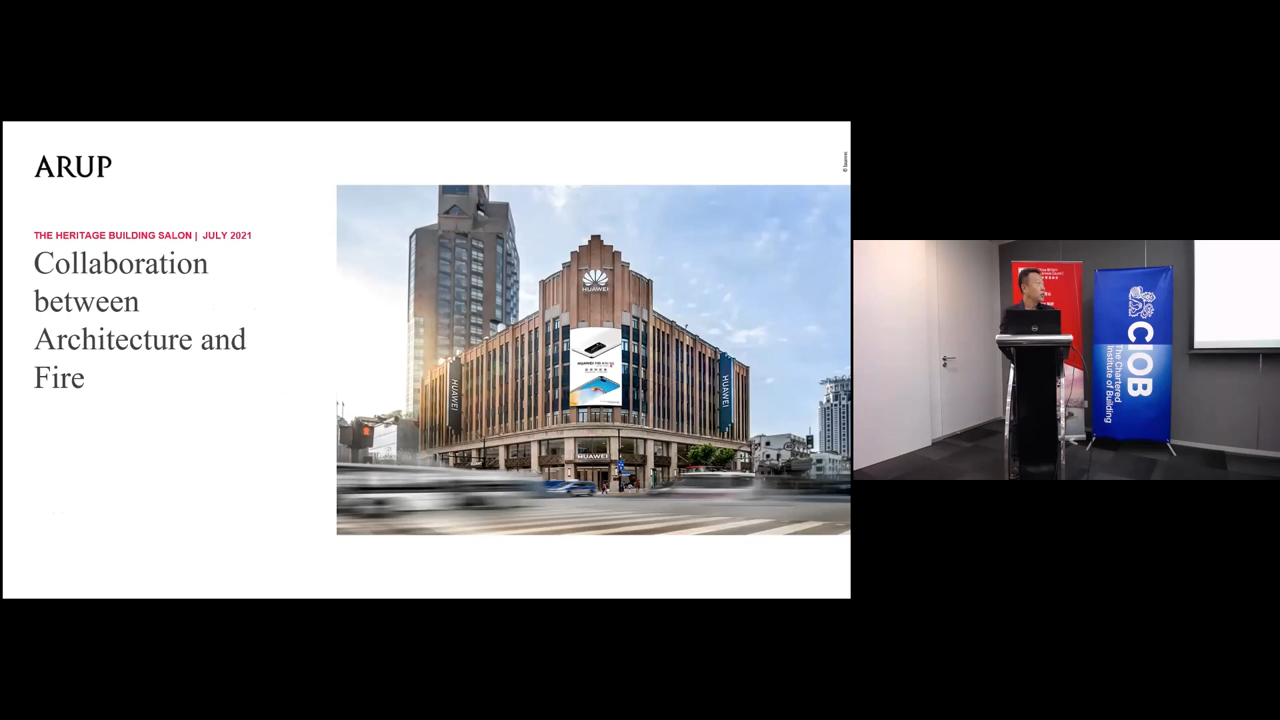 ARUP
THE HERITAGE BUILDING SALON | JULY 2021
Collaboration
between
Architecture and
Fire
© huawei
HUAWEI
HUAWEI
HUAWEI
HUAWEI
CIOB
The Chartered
Institute of Building